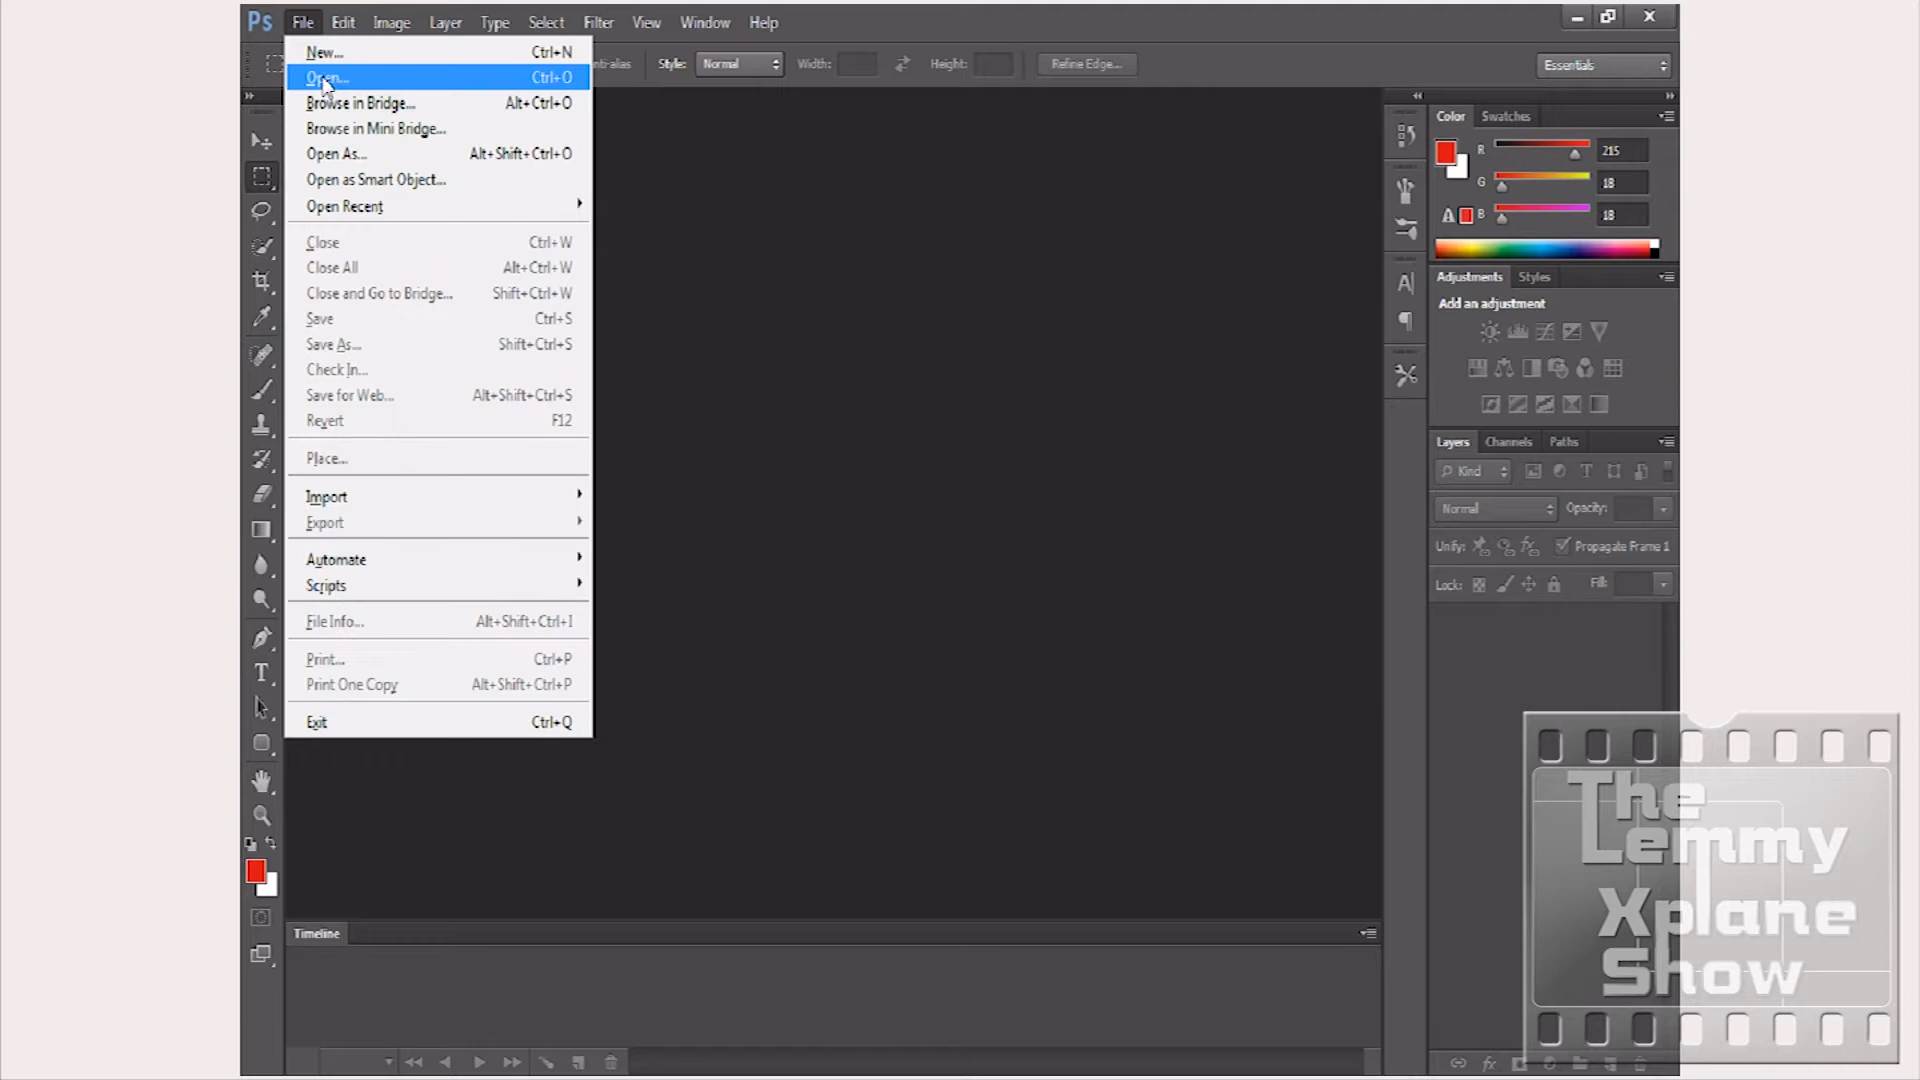 Ps File Edit Image Layer Type Select Filter View Window Help
nti-alias Style: Normal Width: Height: Refine Edge... Essentials
New... Ctrl+N
Open... Ctrl+O
Browse in Bridge... Alt+Ctrl+O
Browse in Mini Bridge...
Open As... Alt+Shift+Ctrl+O
Open as Smart Object...
Open Recent
Close Ctrl+W
Close All Alt+Ctrl+W
Close and Go to Bridge... Shift+Ctrl+W
Save Ctrl+S
Save As... Shift+Ctrl+S
Check In...
Save for Web... Alt+Shift+Ctrl+S
Revert F12
Place...
Import
Export
Automate
Scripts
File Info... Alt+Shift+Ctrl+I
Print... Ctrl+P
Print One Copy Alt+Shift+Ctrl+P
Exit Ctrl+Q
Color Swatches
R 215
G 18
B 18
Adjustments Styles
Add an adjustment
Layers Channels Paths
Kind
Normal Opacity:
Unify: Propagate Frame 1
Lock: Fill:
Timeline
The
Lemmy
Xplane
Show